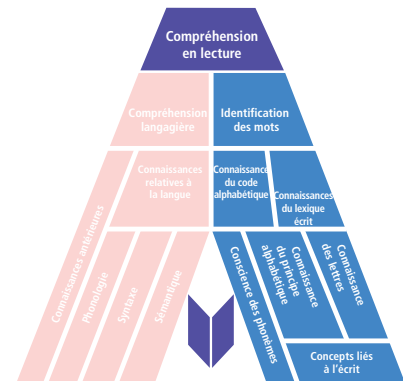 Compréhension
en lecture
Compréhension
langagière
Identification
des mots
Connaissances
relatives à
la langue
Connaissance
du code
alphabétique
Connaissances
du lexique
écrit
Connaissances antérieures
Phonologie
Syntaxe
Sémantique
Conscience des phonèmes
Connaissance
du principe
alphabétique
Connaissance
des lettres
Concepts liés
à l'écrit